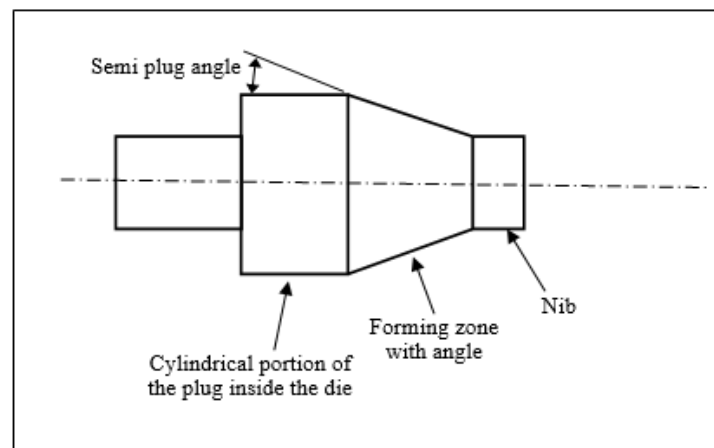 Semi plug angle
Nib
Forming zone
with angle
Cylindrical portion of
the plug inside the die